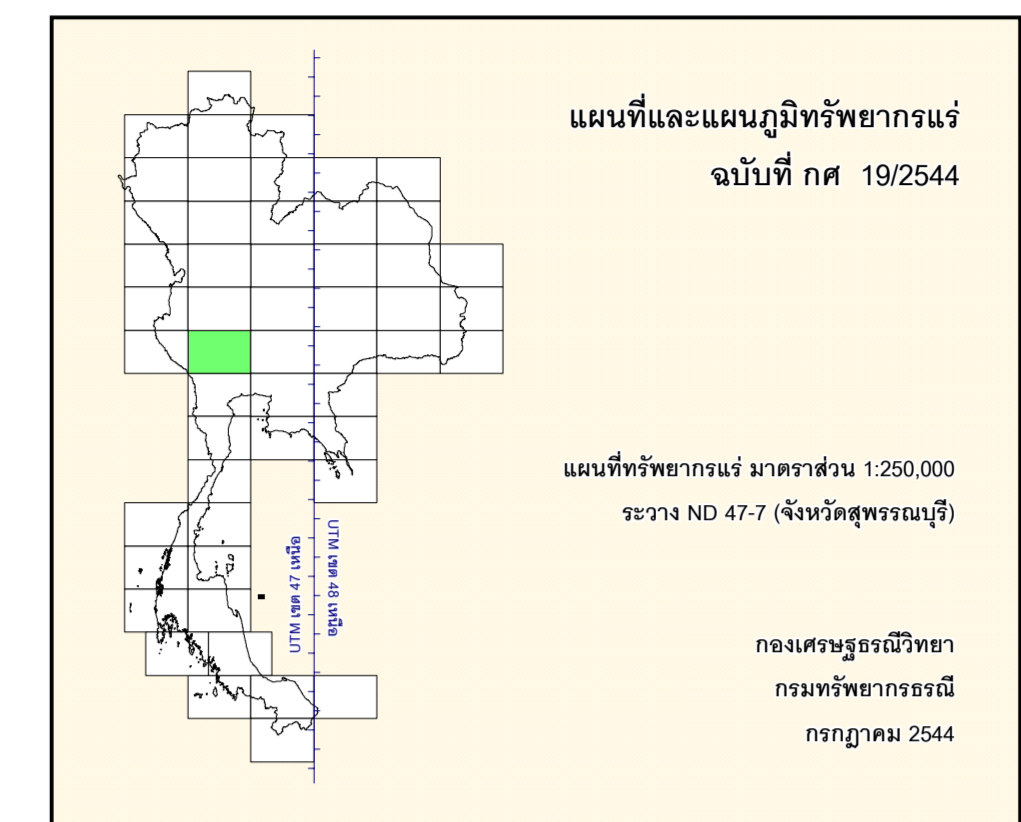 แผนที่และแผนภูมิทรัพยากรแร่
ฉบับที่ กศ 19/2544
แผนที่ทรัพยากรแร่ มาตราส่วน 1:250,000
ระวาง ND 47-7 (จังหวัดสุพรรณบุรี)
UTM เขต 47 เหนือ
UTM เขต 48 เหนือ
กองเศรษฐธรณีวิทยา
กรมทรัพยากรธรณี
กรกฎาคม 2544